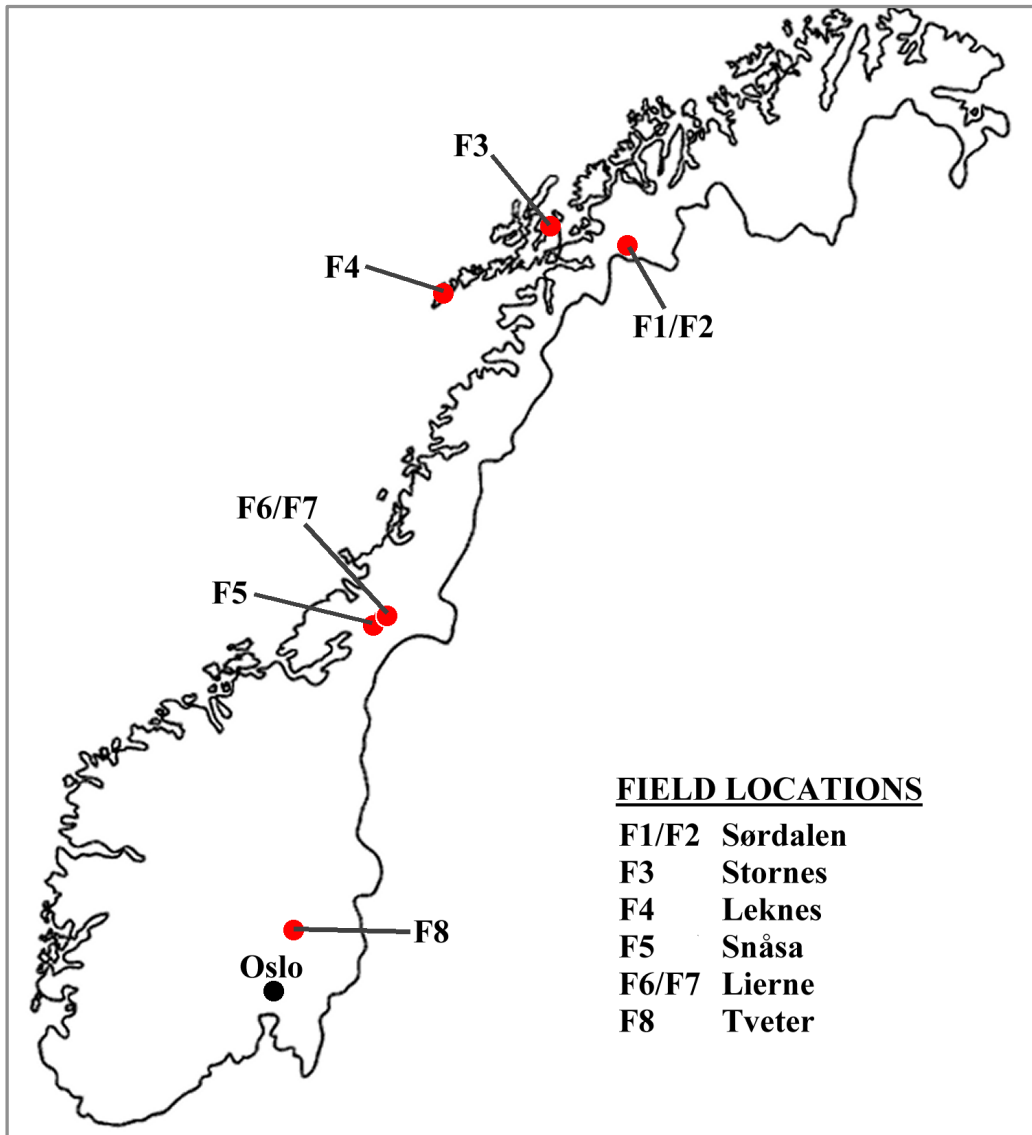 F3
F4
F1/F2
F6/F7
F5
F8
Oslo
FIELD LOCATIONS
F1/F2 Sørdalen
F3 Stornes
F4 Leknes
F5 Snåsa
F6/F7 Lierne
F8 Tveter